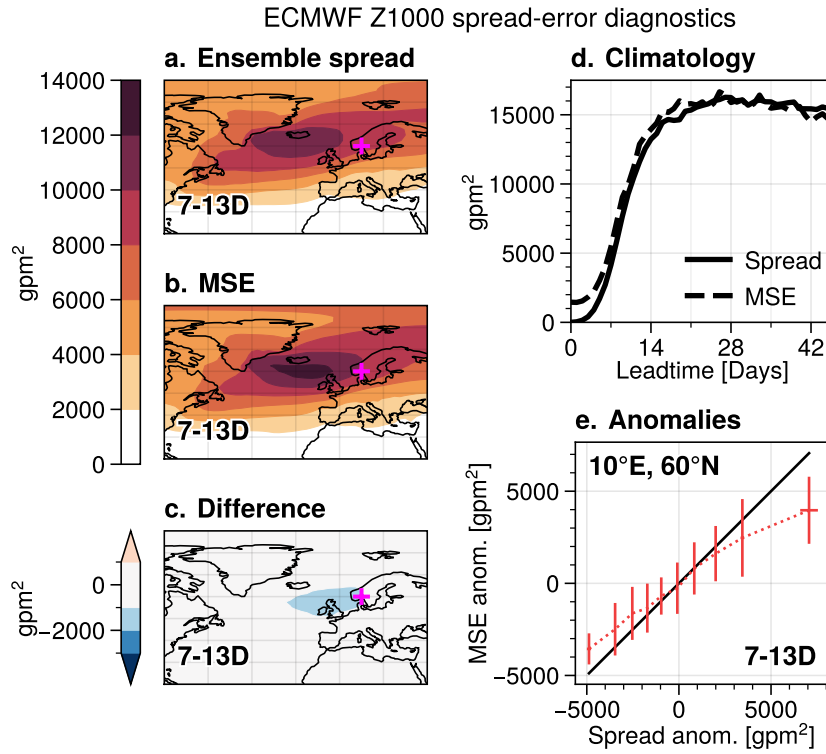 ECMWF Z1000 spread-error diagnostics
a. Ensemble spread
14000
12000
10000
8000
6000
4000
2000
0
gpm²
7-13D
b. MSE
7-13D
c. Difference
0
−2000
gpm²
7-13D
d. Climatology
15000
10000
5000
0
gpm²
Spread
MSE
0 14 28 42
Leadtime [Days]
e. Anomalies
10°E, 60°N
5000
0
−5000
MSE anom. [gpm²]
7-13D
−5000 0 5000
Spread anom. [gpm²]